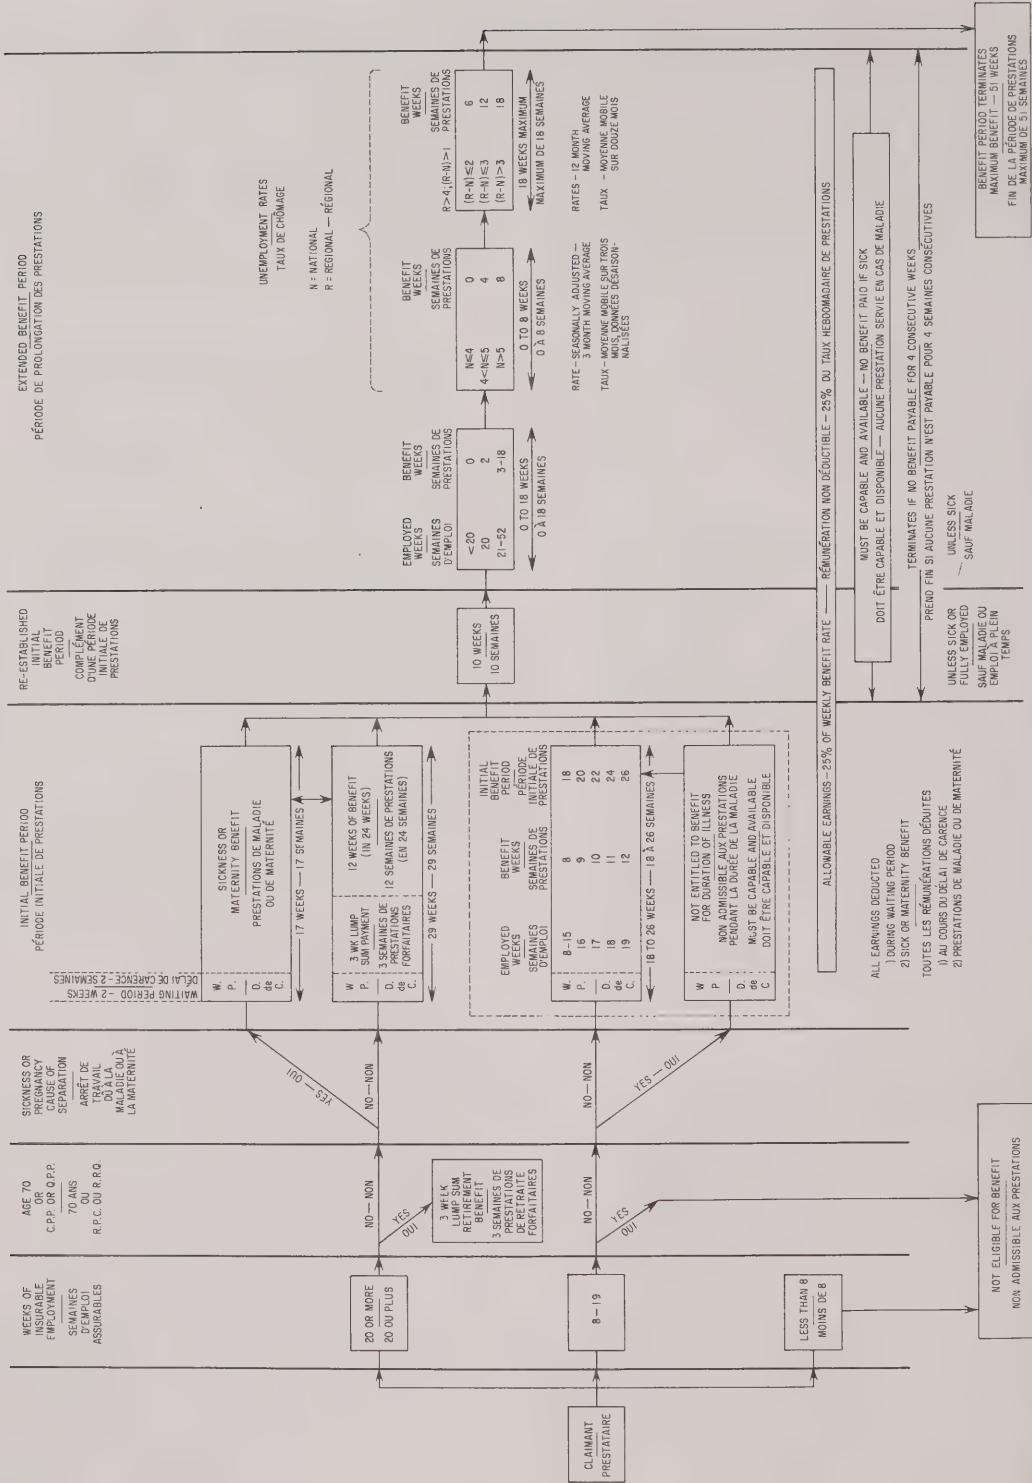 CLAIMANT
PRESTATAIRE
WEEKS OF
INSURABLE
EMPLOYMENT
SEMAINES
D'EMPLOI
ASSURABLES
20 OR MORE
20 OU PLUS
8-19
LESS THAN 8
MOINS DE 8
AGE 70
OR
C.P.P. OR Q.P.P.
70 ANS
OU
R.P.C. OU R.R.Q.
NO — NON
YES
OUI
3 WEEK
LUMP SUM
RETIREMENT
BENEFIT
3 SEMAINES DE
PRESTATIONS
DE RETRAITE
FORFAITAIRES
NO — NON
YES
OUI
NOT ELIGIBLE FOR BENEFIT
NON ADMISSIBLE AUX PRESTATIONS
SICKNESS OR
PREGNANCY
CAUSE OF
SEPARATION
ARRÊT DE
TRAVAIL
DÛ À LA
MALADIE OU À
LA MATERNITÉ
YES — OUI
NO — NON
NO — NON
YES — OUI
INITIAL BENEFIT PERIOD
PÉRIODE INITIALE DE PRESTATIONS
WAITING PERIOD - 2 WEEKS
DÉLAI DE CARENCE - 2 SEMAINES
W.
P.
D.
de
C.
SICKNESS OR
MATERNITY BENEFIT
PRESTATIONS DE MALADIE
OU DE MATERNITÉ
17 WEEKS — 17 SEMAINES
W
P.
D.
de
C.
3 WK LUMP
SUM PAYMENT
3 SEMAINES DE
PRESTATIONS
FORFAITAIRES
12 WEEKS OF BENEFIT
(IN 24 WEEKS)
12 SEMAINES DE PRESTATIONS
(EN 24 SEMAINES)
29 WEEKS — 29 SEMAINES
W.
P.
D.
de
C.
EMPLOYED WEEKS
SEMAINES D'EMPLOI
BENEFIT WEEKS
SEMAINES DE PRESTATIONS
INITIAL BENEFIT PERIOD
PÉRIODE INITIALE DE PRESTATIONS
8-15 8 18
16 9 20
17 10 22
18 11 24
19 12 26
18 TO 26 WEEKS — 18 À 26 SEMAINES
W
P
D.
de
C
NOT ENTITLED TO BENEFIT
FOR DURATION OF ILLNESS
NON ADMISSIBLE AUX PRESTATIONS
PENDANT LA DURÉE DE LA MALADIE
MUST BE CAPABLE AND AVAILABLE
DOIT ÊTRE CAPABLE ET DISPONIBLE
RE-ESTABLISHED
INITIAL
BENEFIT
PERIOD
COMPLÉMENT
D'UNE PÉRIODE
INITIALE DE
PRESTATIONS
10 WEEKS
10 SEMAINES
EXTENDED BENEFIT PERIOD
PÉRIODE DE PROLONGATION DES PRESTATIONS
EMPLOYED WEEKS
SEMAINES D'EMPLOI
BENEFIT WEEKS
SEMAINES DE PRESTATIONS
<20 0
20 2
21-52 3-18
0 TO 18 WEEKS
0 À 18 SEMAINES
UNEMPLOYMENT RATES
TAUX DE CHÔMAGE
N = NATIONAL
R = REGIONAL — RÉGIONAL
BENEFIT WEEKS
SEMAINES DE PRESTATIONS
N≤4 0
4<N≤5 4
N>5 8
0 TO 8 WEEKS
0 À 8 SEMAINES
RATE - SEASONALLY ADJUSTED —
3 MONTH MOVING AVERAGE
TAUX - MOYENNE MOBILE SUR TROIS
MOIS, DONNÉES DÉSAISON-
NALISÉES
BENEFIT WEEKS
SEMAINES DE PRESTATIONS
R>4;(R-N)>1
(R-N)≤2 6
(R-N)≤3 12
(R-N)>3 18
18 WEEKS MAXIMUM
MAXIMUM DE 18 SEMAINES
RATES - 12 MONTH
MOVING AVERAGE
TAUX - MOYENNE MOBILE
SUR DOUZE MOIS
ALLOWABLE EARNINGS - 25% OF WEEKLY BENEFIT RATE — RÉMUNÉRATION NON DÉDUCTIBLE - 25% DU TAUX HEBDOMADAIRE DE PRESTATIONS
ALL EARNINGS DEDUCTED
) DURING WAITING PERIOD
2) SICK OR MATERNITY BENEFIT
TOUTES LES RÉMUNÉRATIONS DÉDUITES
1) AU COURS DU DÉLAI DE CARENCE
2) PRESTATIONS DE MALADIE OU DE MATERNITÉ
MUST BE CAPABLE AND AVAILABLE — NO BENEFIT PAID IF SICK
DOIT ÊTRE CAPABLE ET DISPONIBLE — AUCUNE PRESTATION SERVIE EN CAS DE MALADIE
TERMINATES IF NO BENEFIT PAYABLE FOR 4 CONSECUTIVE WEEKS
PREND FIN SI AUCUNE PRESTATION N'EST PAYABLE POUR 4 SEMAINES CONSÉCUTIVES
UNLESS SICK OR
FULLY EMPLOYED
SAUF MALADIE OU
EMPLOI À PLEIN
TEMPS
UNLESS SICK
SAUF MALADIE
BENEFIT PERIOD TERMINATES
MAXIMUM BENEFIT — 51 WEEKS
FIN DE LA PÉRIODE DE PRESTATIONS
MAXIMUM DE 51 SEMAINES